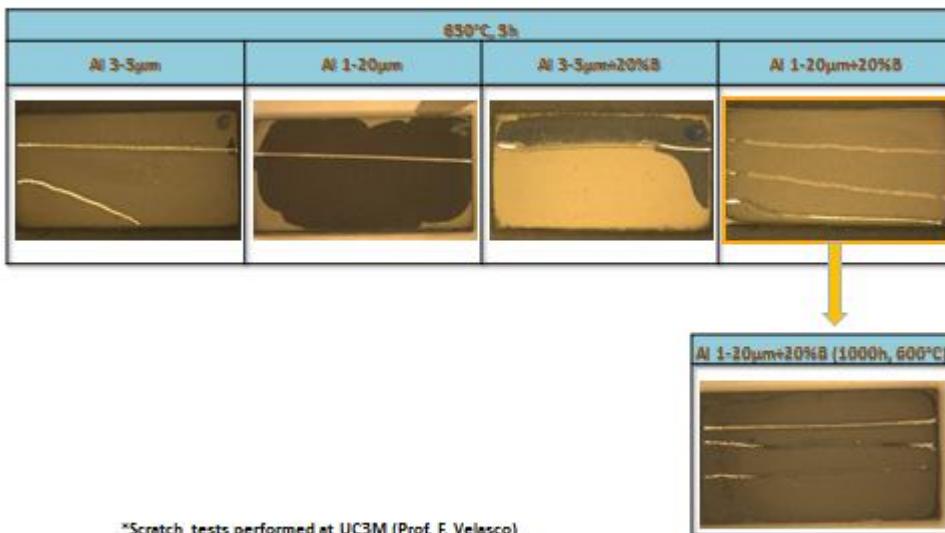 650°C, 5h
Al 3-5µm
Al 1-20µm
Al 3-5µm+20%B
Al 1-20µm+20%B
Al 1-20µm+20%B (1000h, 600°C)
*Scratch tests performed at UC3M (Prof. F. Velasco)